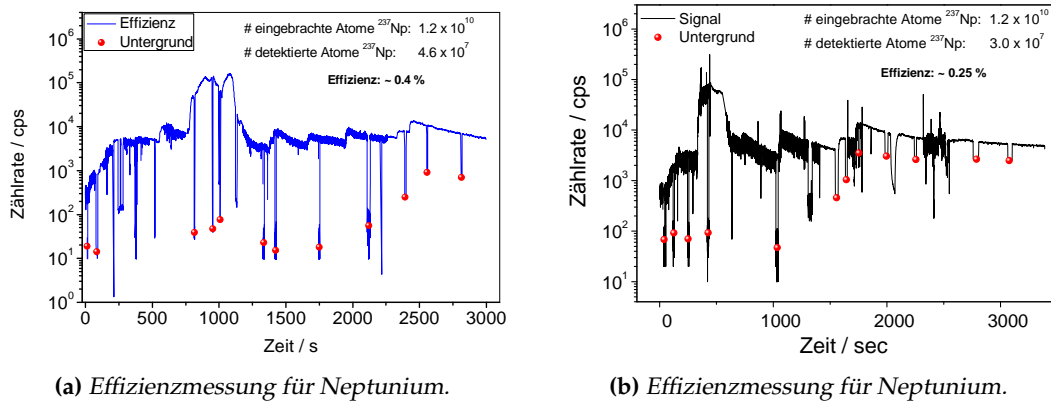 Effizienz
Untergrund
# eingebrachte Atome ²³⁷Np: 1.2 x 10¹⁰
# detektierte Atome ²³⁷Np: 4.6 x 10⁷
Effizienz: ~ 0.4 %
Zählrate / cps
10⁶
10⁵
10⁴
10³
10²
10¹
10⁰
0 500 1000 1500 2000 2500 3000
Zeit / s
(a) Effizienzmessung für Neptunium.
Signal
Untergrund
# eingebrachte Atome ²³⁷Np: 1.2 x 10¹⁰
# detektierte Atome ²³⁷Np: 3.0 x 10⁷
Effizienz: ~ 0.25 %
Zählrate / cps
10⁶
10⁵
10⁴
10³
10²
10¹
0 1000 2000 3000
Zeit / sec
(b) Effizienzmessung für Neptunium.